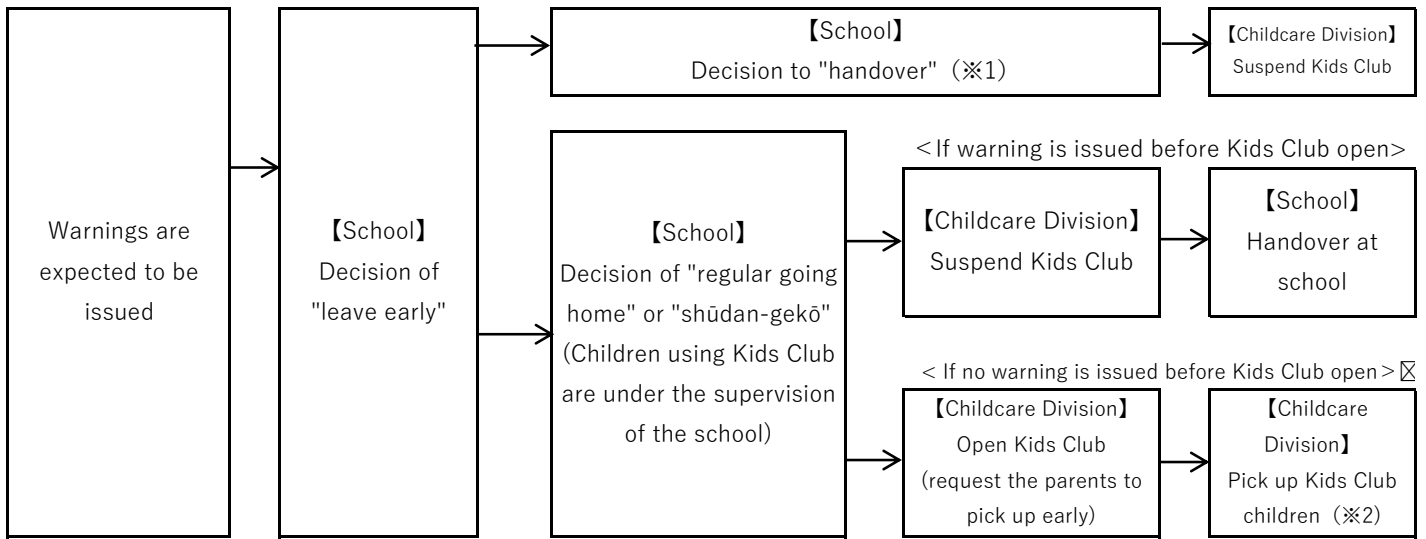 Warnings are
expected to be
issued
【School】
Decision of
"leave early"
【School】
Decision to "handover"（※1）
【Childcare Division】
Suspend Kids Club
【School】
Decision of "regular going
home" or "shūdan-gekō"
(Children using Kids Club
are under the supervision
of the school)
＜If warning is issued before Kids Club open>
【Childcare Division】
Suspend Kids Club
【School】
Handover at
school
＜If no warning is issued before Kids Club open＞
【Childcare Division】
Open Kids Club
(request the parents to
pick up early)
【Childcare
Division】
Pick up Kids Club
children（※2）